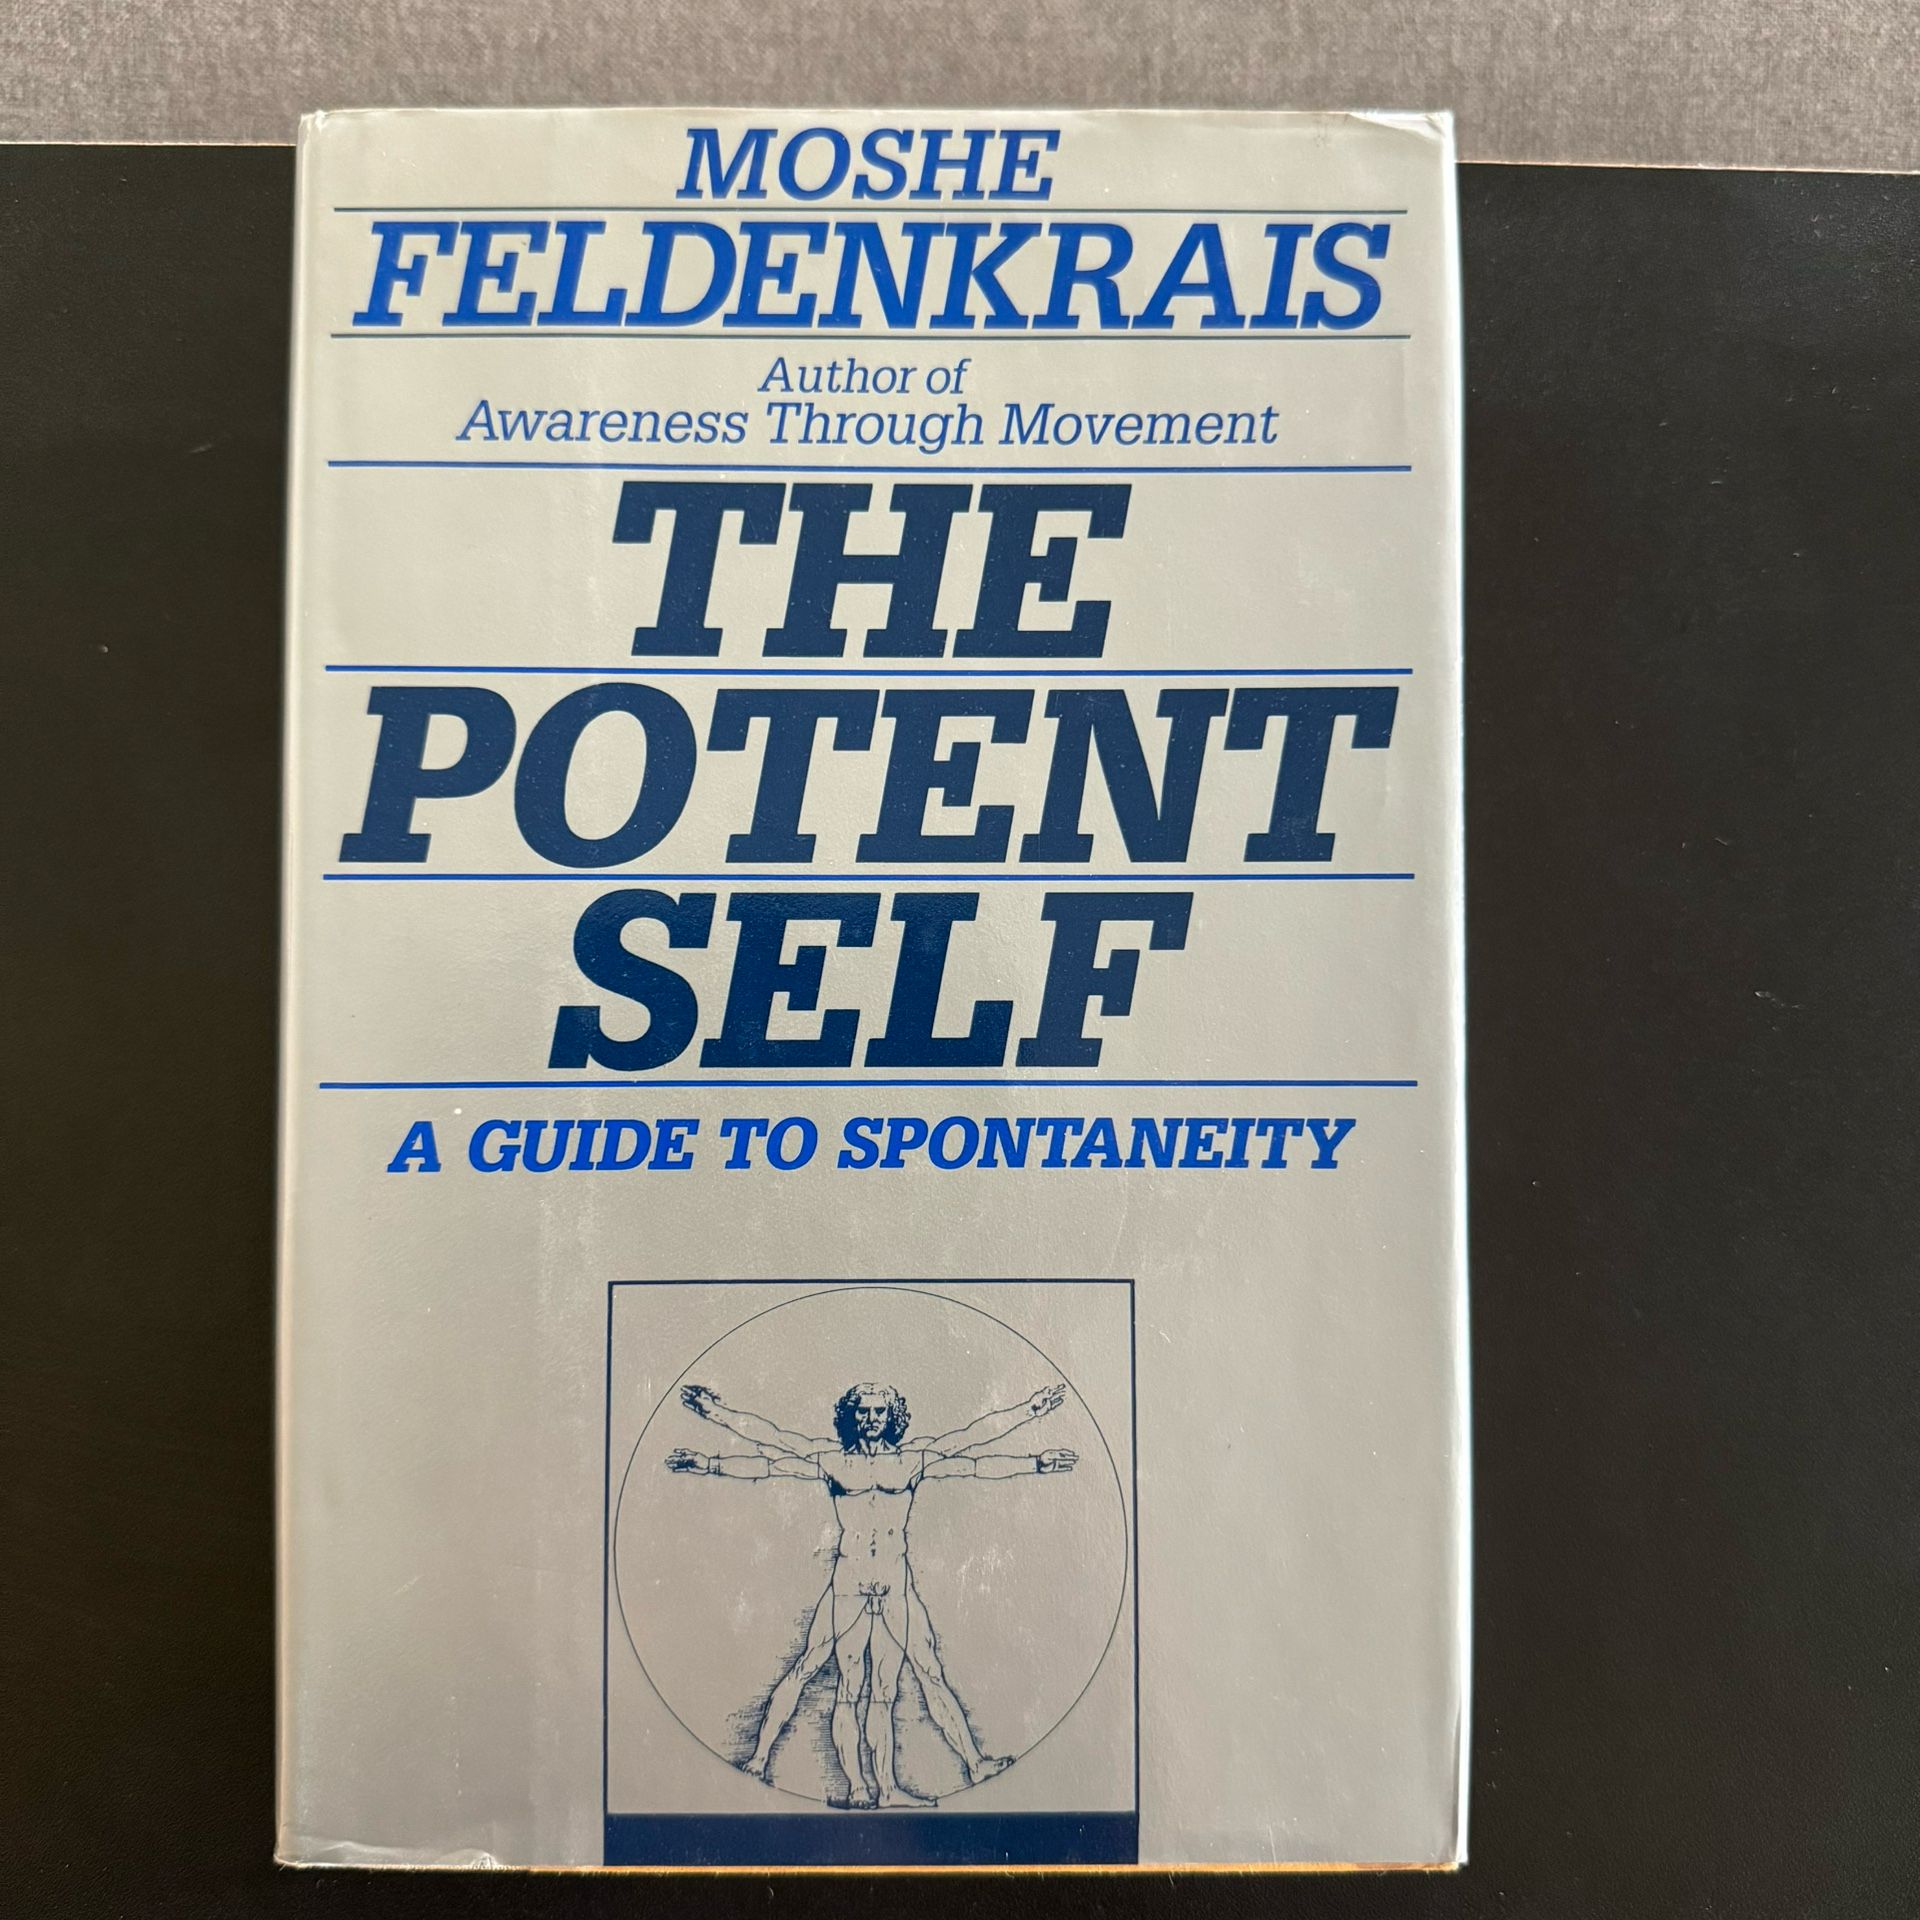 MOSHE
FELDENKRAIS
Author of
Awareness Through Movement
THE
POTENT
SELF
A GUIDE TO SPONTANEITY